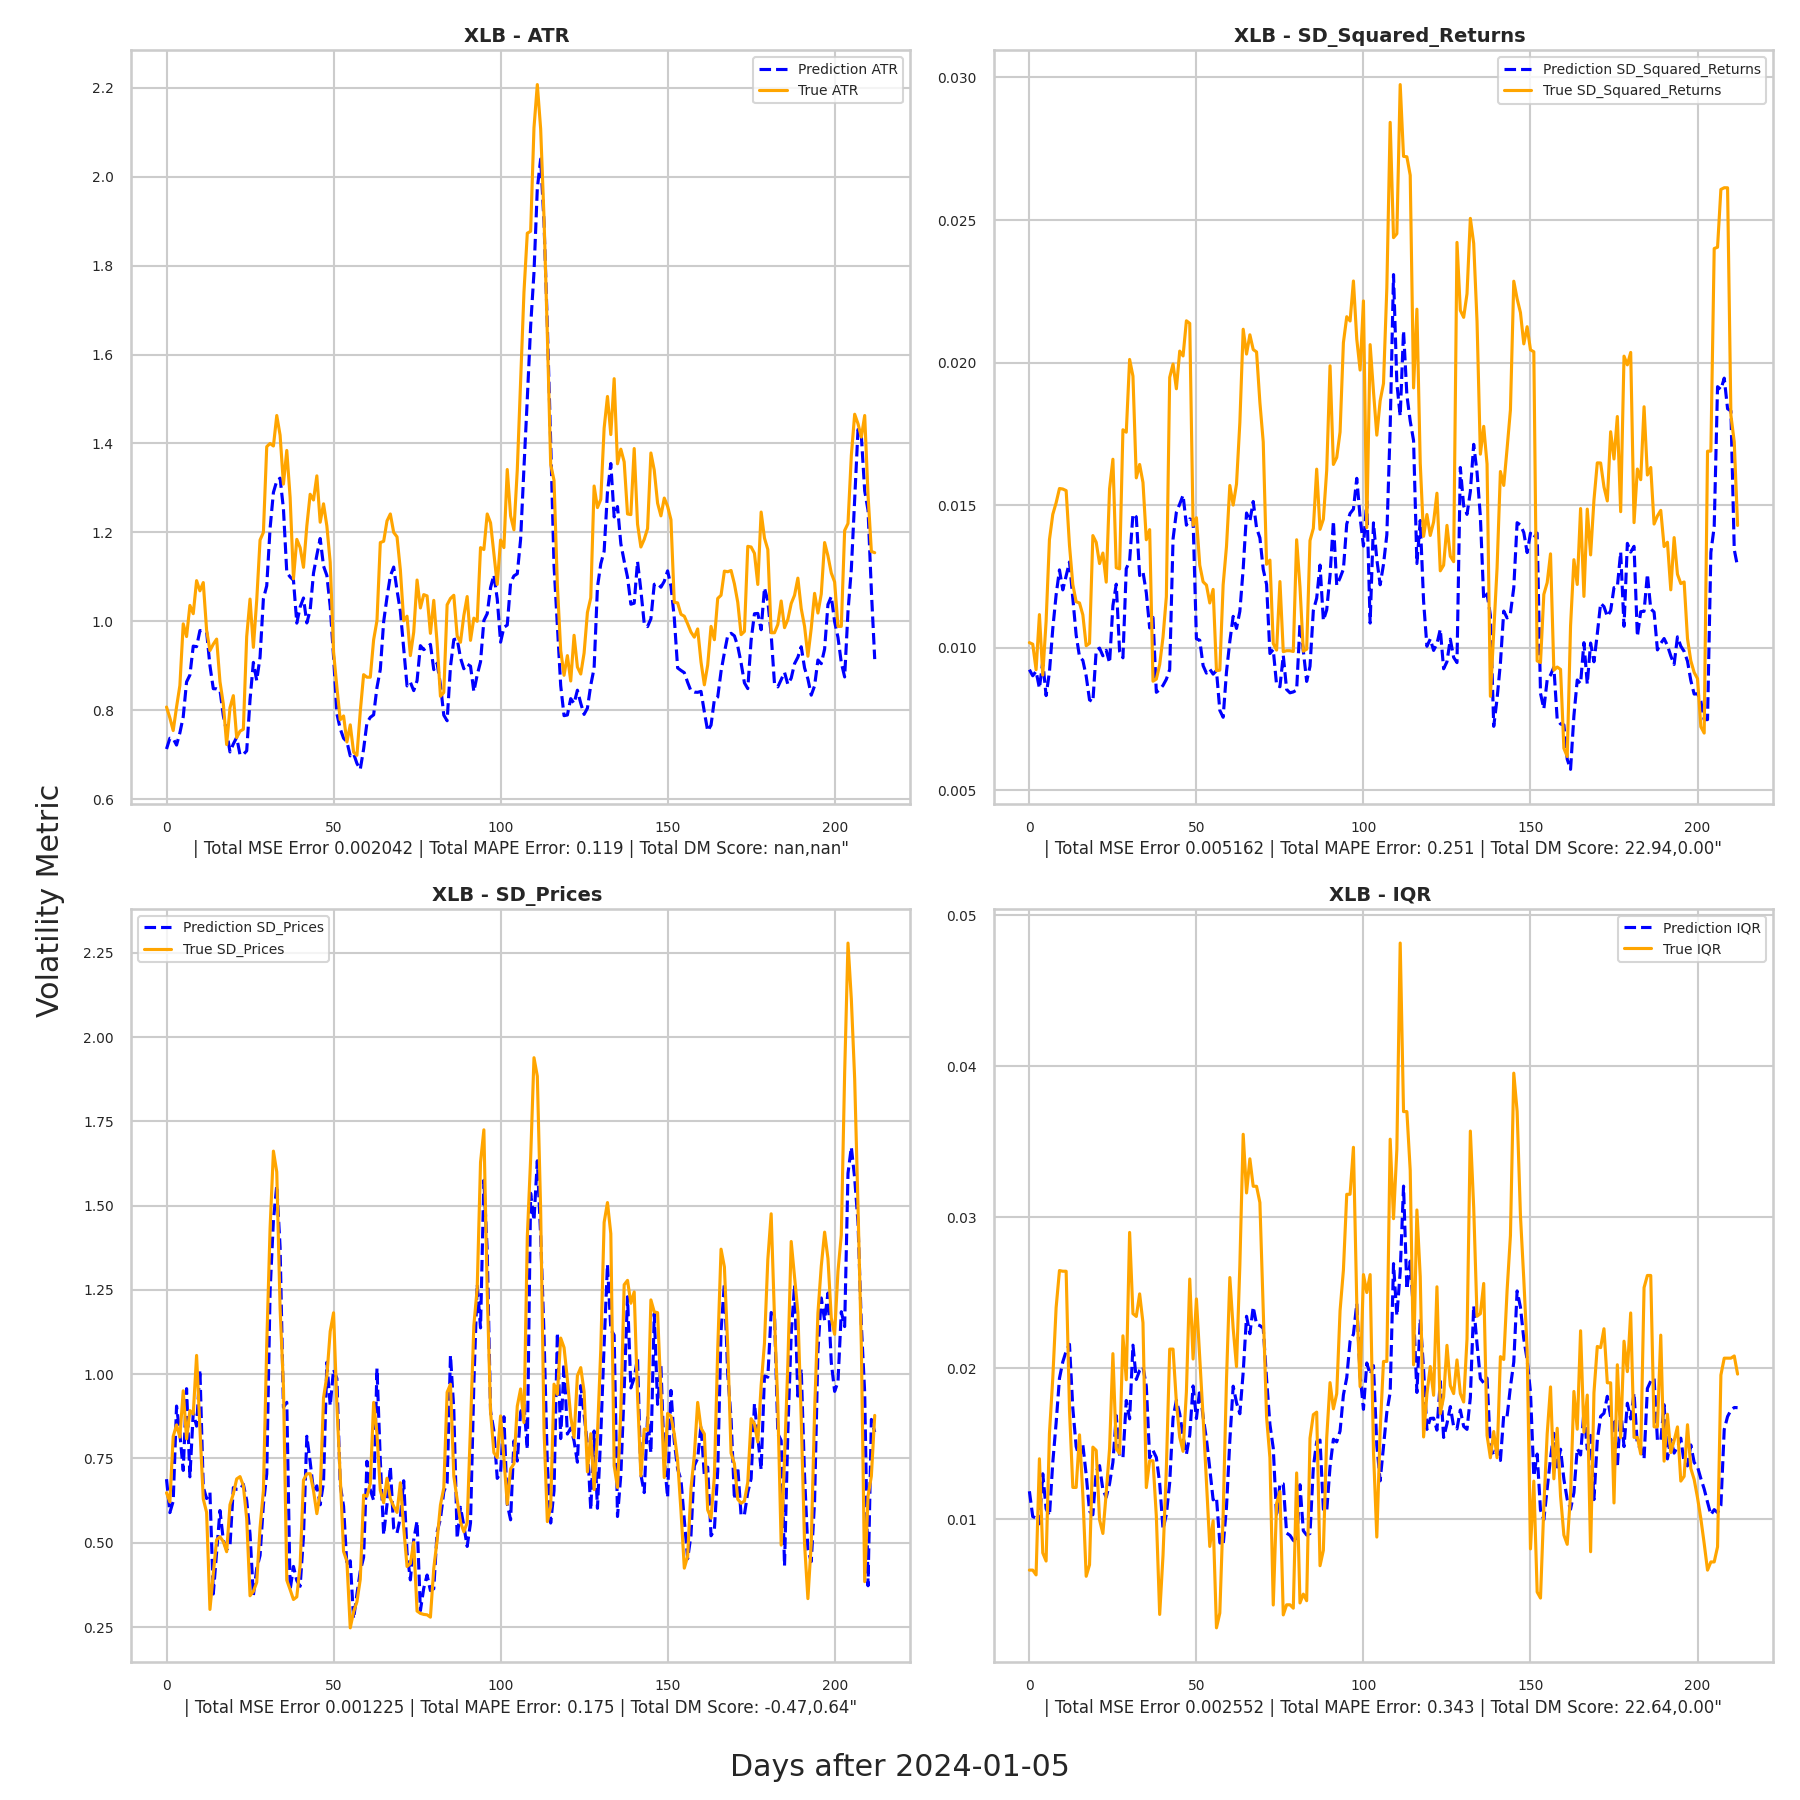 XLB - ATR
Prediction ATR
True ATR
2.2
2.0
1.8
1.6
1.4
1.2
1.0
0.8
0.6
0
50
100
150
200
| Total MSE Error 0.002042 | Total MAPE Error: 0.119 | Total DM Score: nan,nan"
XLB - SD_Squared_Returns
Prediction SD_Squared_Returns
True SD_Squared_Returns
0.030
0.025
0.020
0.015
0.010
0.005
0
50
100
150
200
| Total MSE Error 0.005162 | Total MAPE Error: 0.251 | Total DM Score: 22.94,0.00"
Volatility Metric
XLB - SD_Prices
Prediction SD_Prices
True SD_Prices
2.25
2.00
1.75
1.50
1.25
1.00
0.75
0.50
0.25
0
50
100
150
200
| Total MSE Error 0.001225 | Total MAPE Error: 0.175 | Total DM Score: -0.47,0.64"
XLB - IQR
Prediction IQR
True IQR
0.05
0.04
0.03
0.02
0.01
0
50
100
150
200
| Total MSE Error 0.002552 | Total MAPE Error: 0.343 | Total DM Score: 22.64,0.00"
Days after 2024-01-05